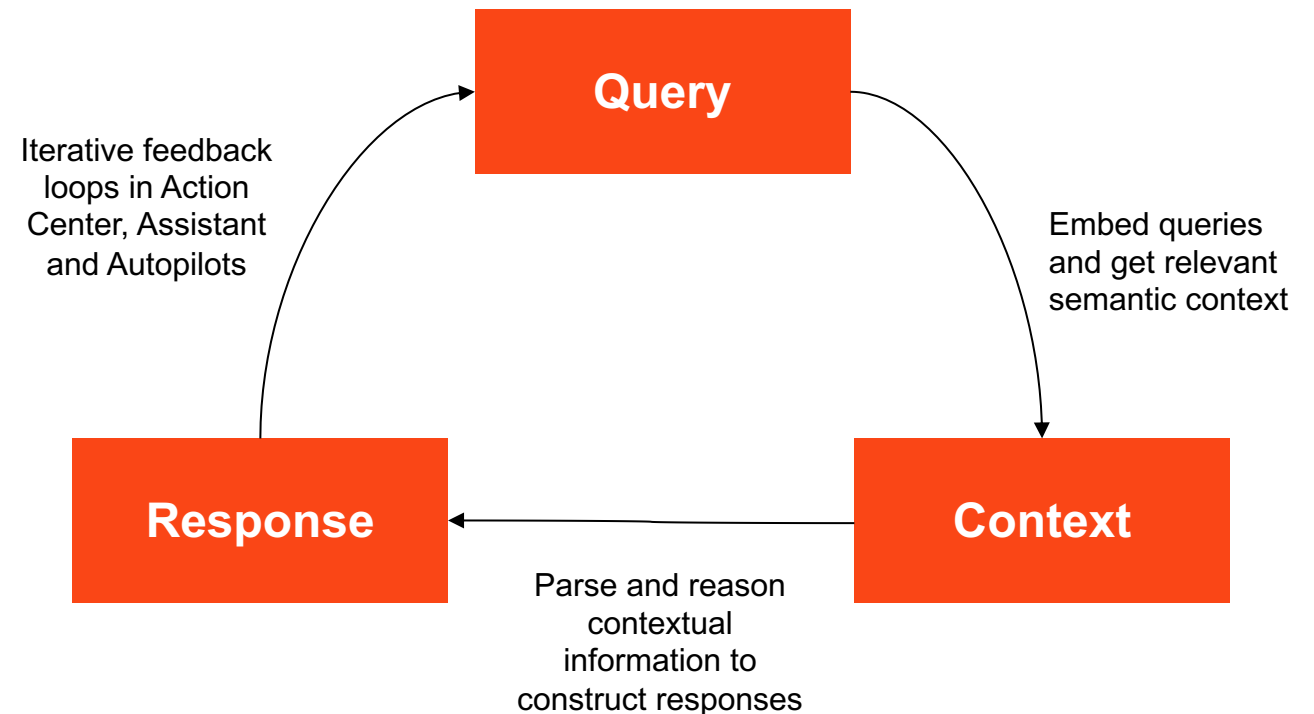 Query
Iterative feedback
loops in Action
Center, Assistant
and Autopilots
Embed queries
and get relevant
semantic context
Response
Context
Parse and reason
contextual
information to
construct responses